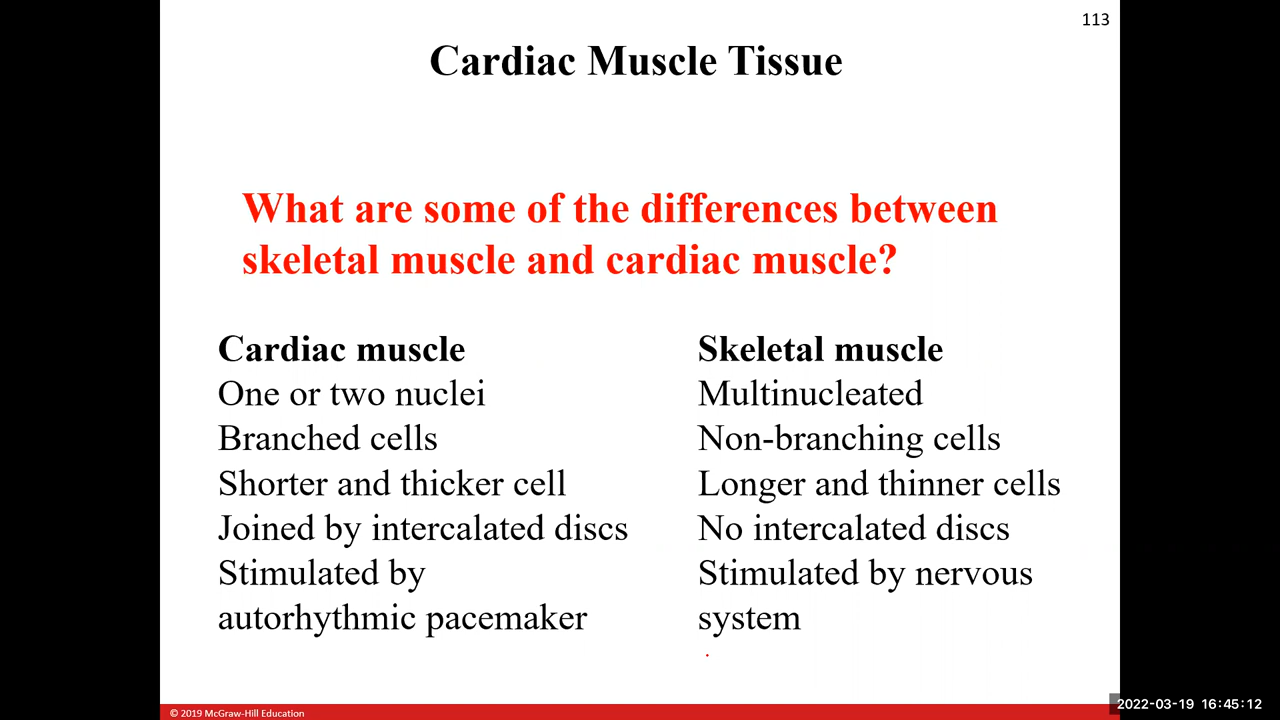 113
Cardiac Muscle Tissue
What are some of the differences between
skeletal muscle and cardiac muscle?
Cardiac muscle
One or two nuclei
Branched cells
Shorter and thicker cell
Joined by intercalated discs
Stimulated by
autorhythmic pacemaker
Skeletal muscle
Multinucleated
Non-branching cells
Longer and thinner cells
No intercalated discs
Stimulated by nervous
system
© 2019 McGraw-Hill Education
2022-03-19 16:45:12